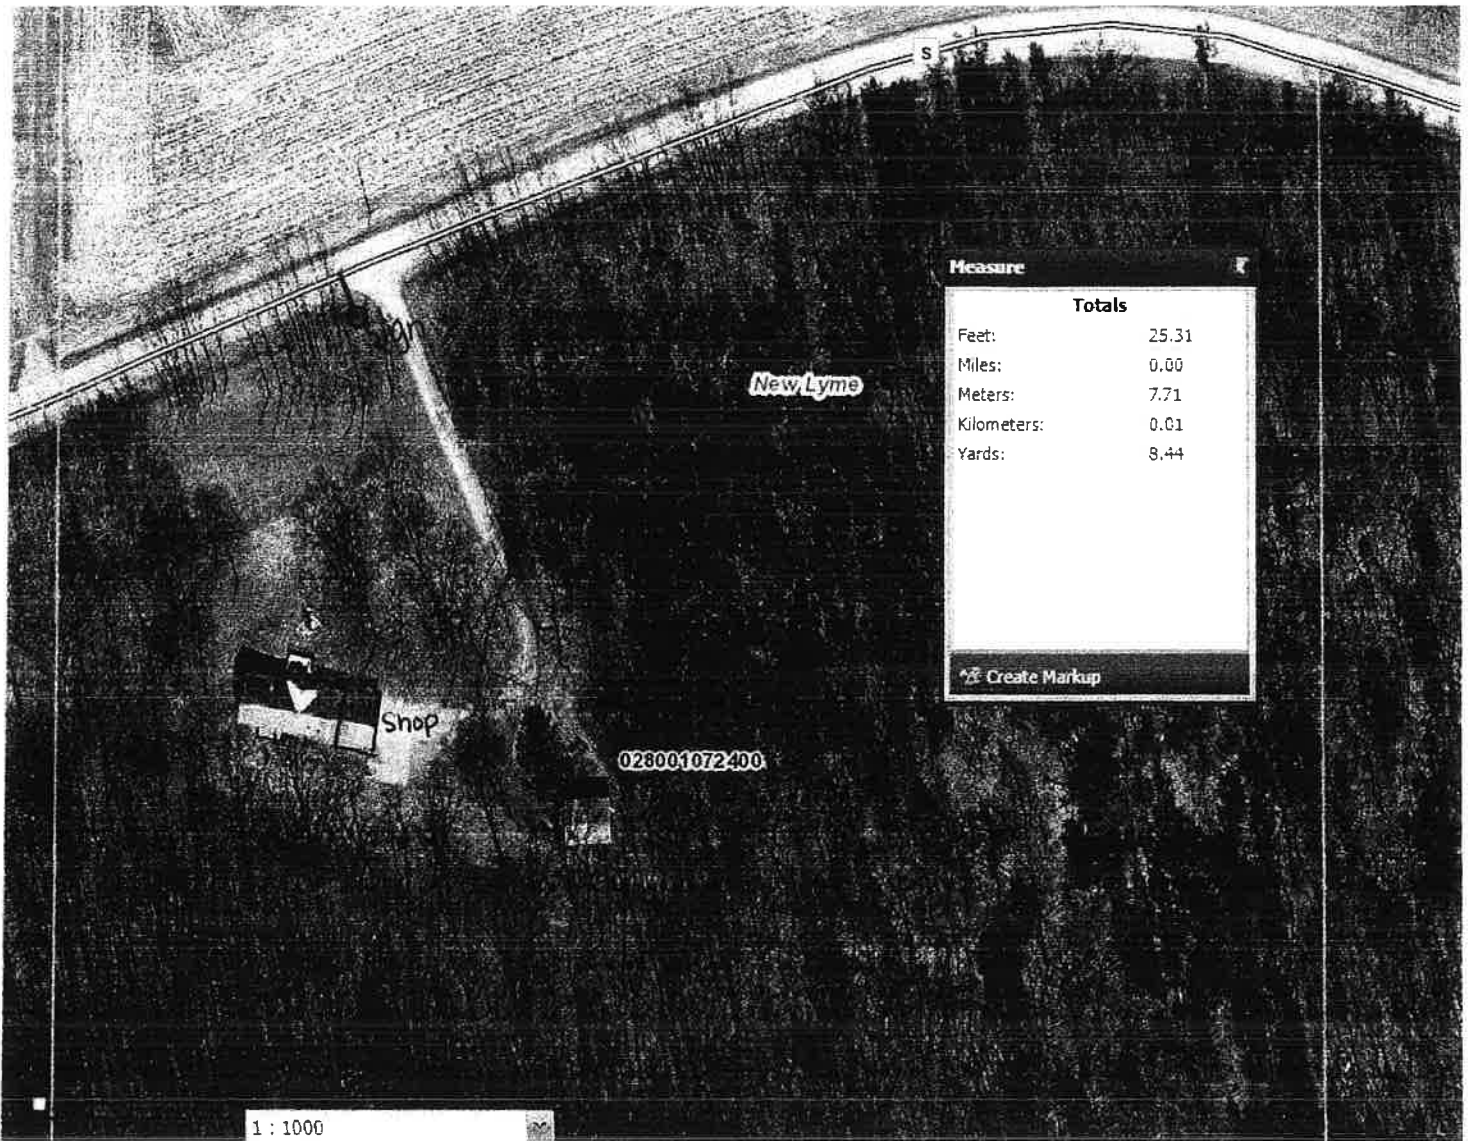 S
Measure
Totals
Feet: 25.31
Miles: 0.00
Meters: 7.71
Kilometers: 0.01
Yards: 8.44
Create Markup
sign
New Lyme
Shop
028001072400
1 : 1000